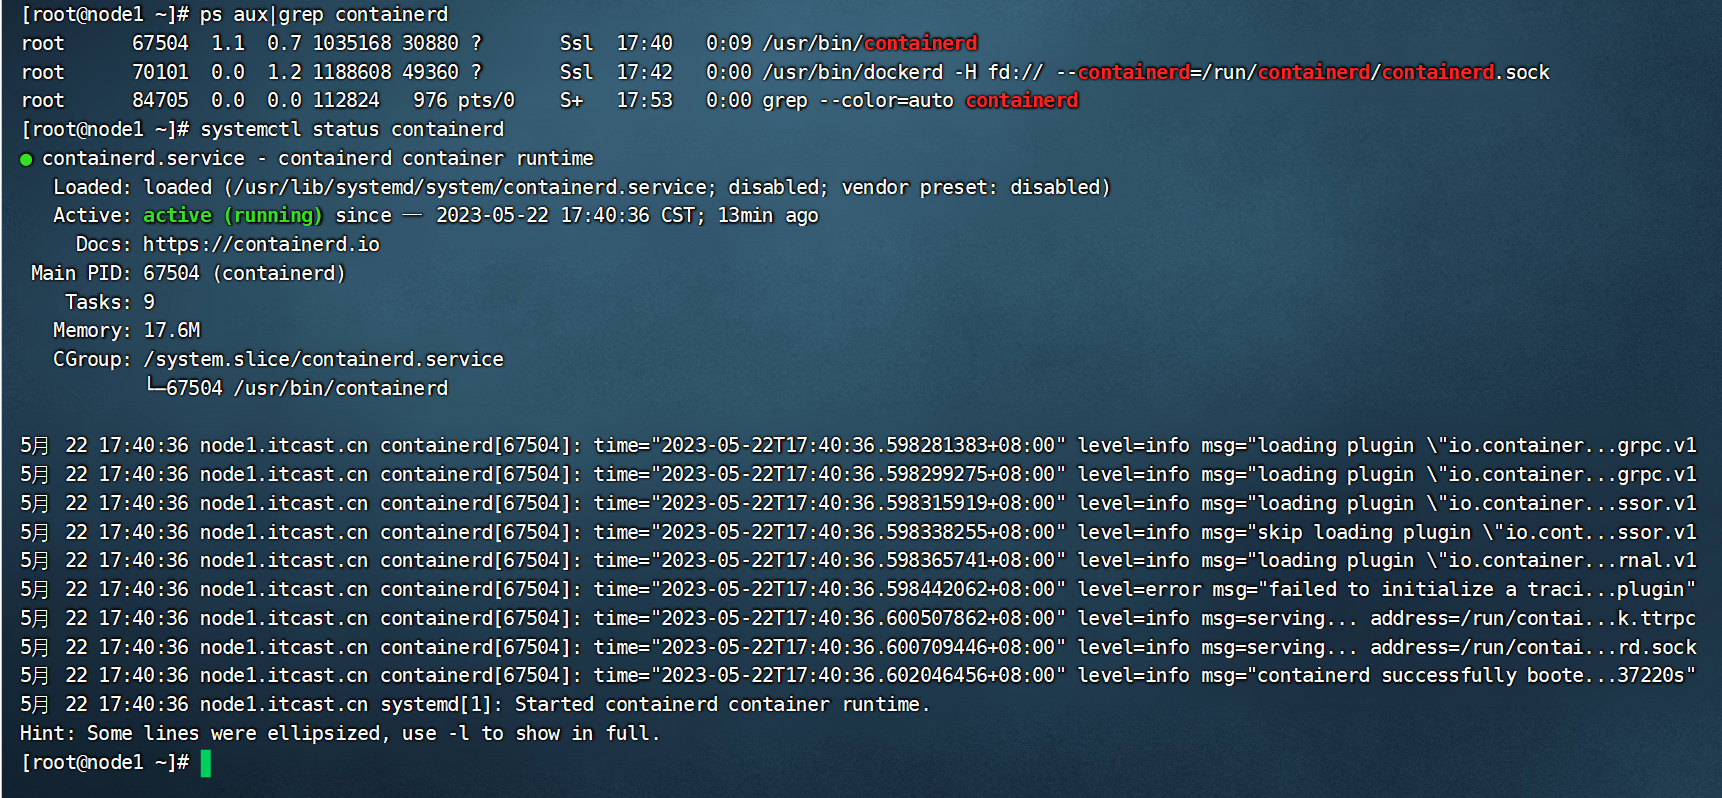 [root@node1 ~]# ps aux|grep containerd
root      67504  1.1  0.7 1035168 30880 ?       Ssl  17:40   0:09 /usr/bin/containerd
root      70101  0.0  1.2 1188608 49360 ?       Ssl  17:42   0:00 /usr/bin/dockerd -H fd:// --containerd=/run/containerd/containerd.sock
root      84705  0.0  0.0 112824   976 pts/0    S+   17:53   0:00 grep --color=auto containerd
[root@node1 ~]# systemctl status containerd
● containerd.service - containerd container runtime
   Loaded: loaded (/usr/lib/systemd/system/containerd.service; disabled; vendor preset: disabled)
   Active: active (running) since 一 2023-05-22 17:40:36 CST; 13min ago
     Docs: https://containerd.io
 Main PID: 67504 (containerd)
    Tasks: 9
   Memory: 17.6M
   CGroup: /system.slice/containerd.service
           └─67504 /usr/bin/containerd

5月 22 17:40:36 node1.itcast.cn containerd[67504]: time="2023-05-22T17:40:36.598281383+08:00" level=info msg="loading plugin \"io.container...grpc.v1
5月 22 17:40:36 node1.itcast.cn containerd[67504]: time="2023-05-22T17:40:36.598299275+08:00" level=info msg="loading plugin \"io.container...grpc.v1
5月 22 17:40:36 node1.itcast.cn containerd[67504]: time="2023-05-22T17:40:36.598315919+08:00" level=info msg="loading plugin \"io.container...ssor.v1
5月 22 17:40:36 node1.itcast.cn containerd[67504]: time="2023-05-22T17:40:36.598338255+08:00" level=info msg="skip loading plugin \"io.cont...ssor.v1
5月 22 17:40:36 node1.itcast.cn containerd[67504]: time="2023-05-22T17:40:36.598365741+08:00" level=info msg="loading plugin \"io.container...rnal.v1
5月 22 17:40:36 node1.itcast.cn containerd[67504]: time="2023-05-22T17:40:36.598442062+08:00" level=error msg="failed to initialize a traci...plugin"
5月 22 17:40:36 node1.itcast.cn containerd[67504]: time="2023-05-22T17:40:36.600507862+08:00" level=info msg=serving... address=/run/contai...k.ttrpc
5月 22 17:40:36 node1.itcast.cn containerd[67504]: time="2023-05-22T17:40:36.600709446+08:00" level=info msg=serving... address=/run/contai...rd.sock
5月 22 17:40:36 node1.itcast.cn containerd[67504]: time="2023-05-22T17:40:36.602046456+08:00" level=info msg="containerd successfully boote...37220s"
5月 22 17:40:36 node1.itcast.cn systemd[1]: Started containerd container runtime.
Hint: Some lines were ellipsized, use -l to show in full.
[root@node1 ~]#